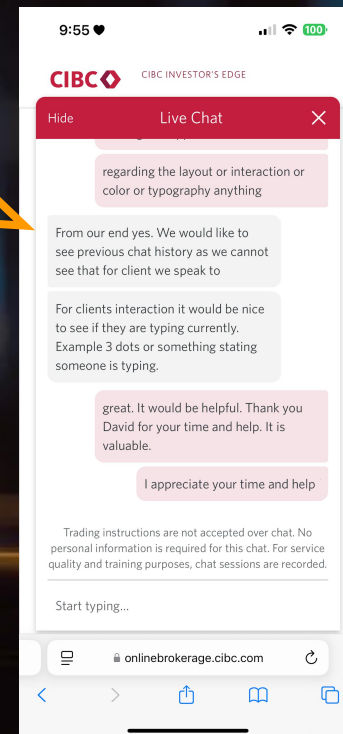 9:55
100
CIBC
CIBC INVESTOR'S EDGE
Hide
Live Chat
regarding the layout or interaction or
color or typography anything
From our end yes. We would like to
see previous chat history as we cannot
see that for client we speak to
For clients interaction it would be nice
to see if they are typing currently.
Example 3 dots or something stating
someone is typing.
great. It would be helpful. Thank you
David for your time and help. It is
valuable.
I appreciate your time and help
Trading instructions are not accepted over chat. No
personal information is required for this chat. For service
quality and training purposes, chat sessions are recorded.
Start typing...
onlinebrokerage.cibc.com